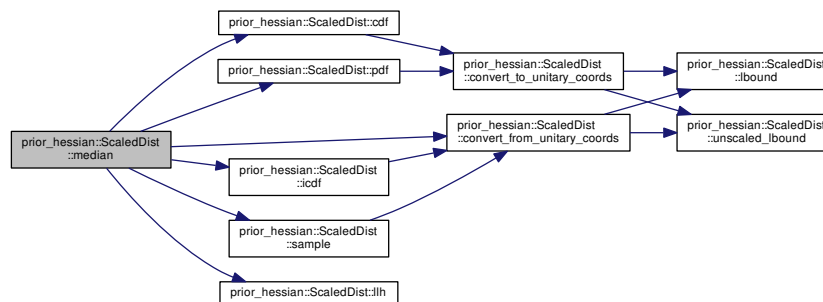 prior_hessian::ScaledDist
::median
prior_hessian::ScaledDist::cdf
prior_hessian::ScaledDist::pdf
prior_hessian::ScaledDist
::icdf
prior_hessian::ScaledDist
::sample
prior_hessian::ScaledDist::llh
prior_hessian::ScaledDist
::convert_to_unitary_coords
prior_hessian::ScaledDist
::convert_from_unitary_coords
prior_hessian::ScaledDist
::lbound
prior_hessian::ScaledDist
::unscaled_lbound